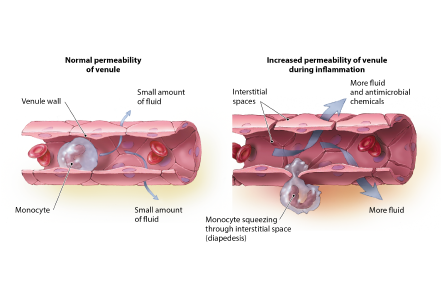 Normal permeability
of venule
Small amount
of fluid
Venule wall
Monocyte
Small amount
of fluid
Increased permeability of venule
during inflammation
More fluid
and antimicrobial
chemicals
Interstitial
spaces
More fluid
Monocyte squeezing
through interstitial space
(diapedesis)